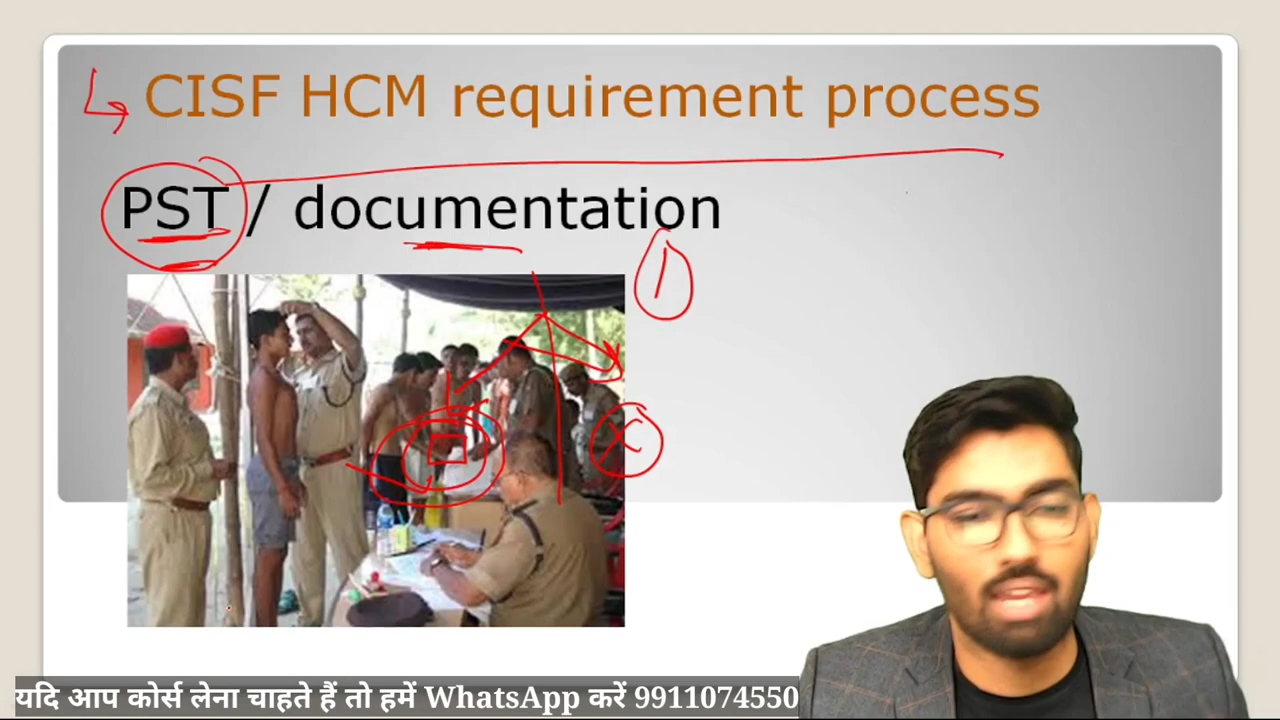 CISF HCM requirement process
PST / documentation
1
यदि आप कोर्स लेना चाहते हैं तो हमें WhatsApp करें 9911074550